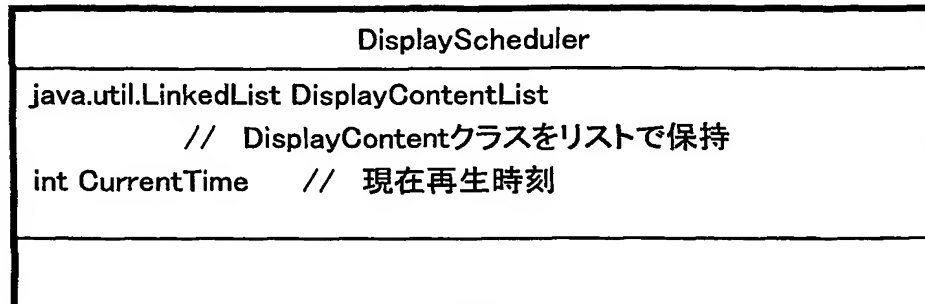 DisplayScheduler
java.util.LinkedList DisplayContentList
// DisplayContentクラスをリストで保持
int CurrentTime // 現在再生時刻